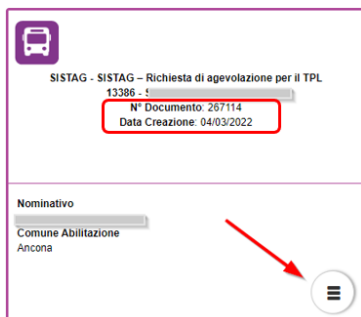 SISTAG - SISTAG – Richiesta di agevolazione per il TPL
13386 -
N° Documento: 267114
Data Creazione: 04/03/2022
Nominativo
Comune Abilitazione
Ancona